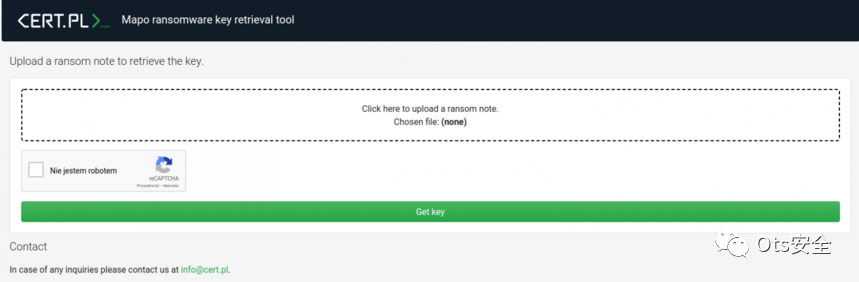 CERT.PL>_ Mapo ransomware key retrieval tool
Upload a ransom note to retrieve the key.
Click here to upload a ransom note.
Chosen file: (none)
Nie jestem robotem
reCAPTCHA
Prywatność - Warunki
Get key
Contact
Ots安全
In case of any inquiries please contact us at info@cert.pl.